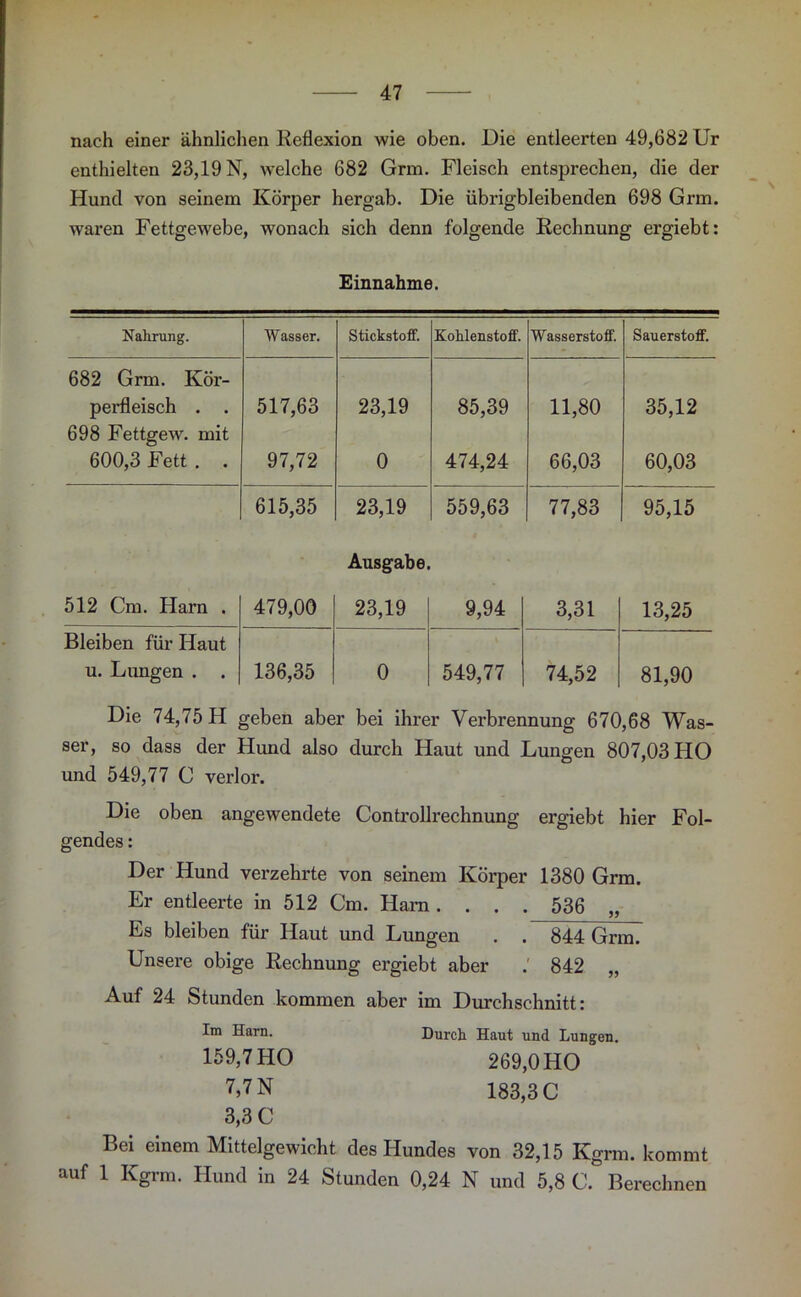 47
nach einer ähnlichen Reflexion wie oben. Die entleerten 49,682 Ur
enthielten 23,19 N, welche 682 Grm. Fleisch entsprechen, die der
Hund von seinem Körper hergab. Die übrigbleibenden 698 Grm.
waren Fettgewebe, wonach sich denn folgende Rechnung ergiebt:
Einnahme.
Nahrung. Wasser. Stickstoff. Kohlenstoff. Wasserstoff. Sauerstoff.
682 Grm. Kör-
perfleisch . . 517,63 23,19 85,39 11,80 35,12
698 Fettgew. mit
600,3 Fett . . 97,72 0 474,24 66,03 60,03
615,35 23,19 559,63 77,83 95,15
Ausgabe.
512 Cm. Harn . 479,00 23,19 9,94 3,31 13,25
Bleiben für Haut
u. Lungen . . 136,35 0 549,77 74,52 81,90
Die 74,75 H geben aber bei ihrer Verbrennung 670,68 Was-
ser, so dass der Hund also durch Haut und Lungen 807,03 HO
und 549,77 C verlor.
Die oben angewendete Controllrechnung ergiebt hier Fol-
gendes:
Der Hund verzehrte von seinem Körper 1380 Grm.
Er entleerte in 512 Cm. Harn . . . . 536 „
Es bleiben für Haut und Lungen . . 844 Grm.
Unsere obige Rechnung ergiebt aber . 842 „
Auf 24 Stunden kommen aber im Durchschnitt:
Im Harn. Durch Haut und Lungen.
159,7 HO 269,0 HO
7,7 N 183,3 C
3,3 C
Bei einem Mittelgewicht des Hundes von 32,15 Kgrm. kommt
auf 1 Kgrm. Hund in 24 Stunden 0,24 N und 5,8 C. Berechnen